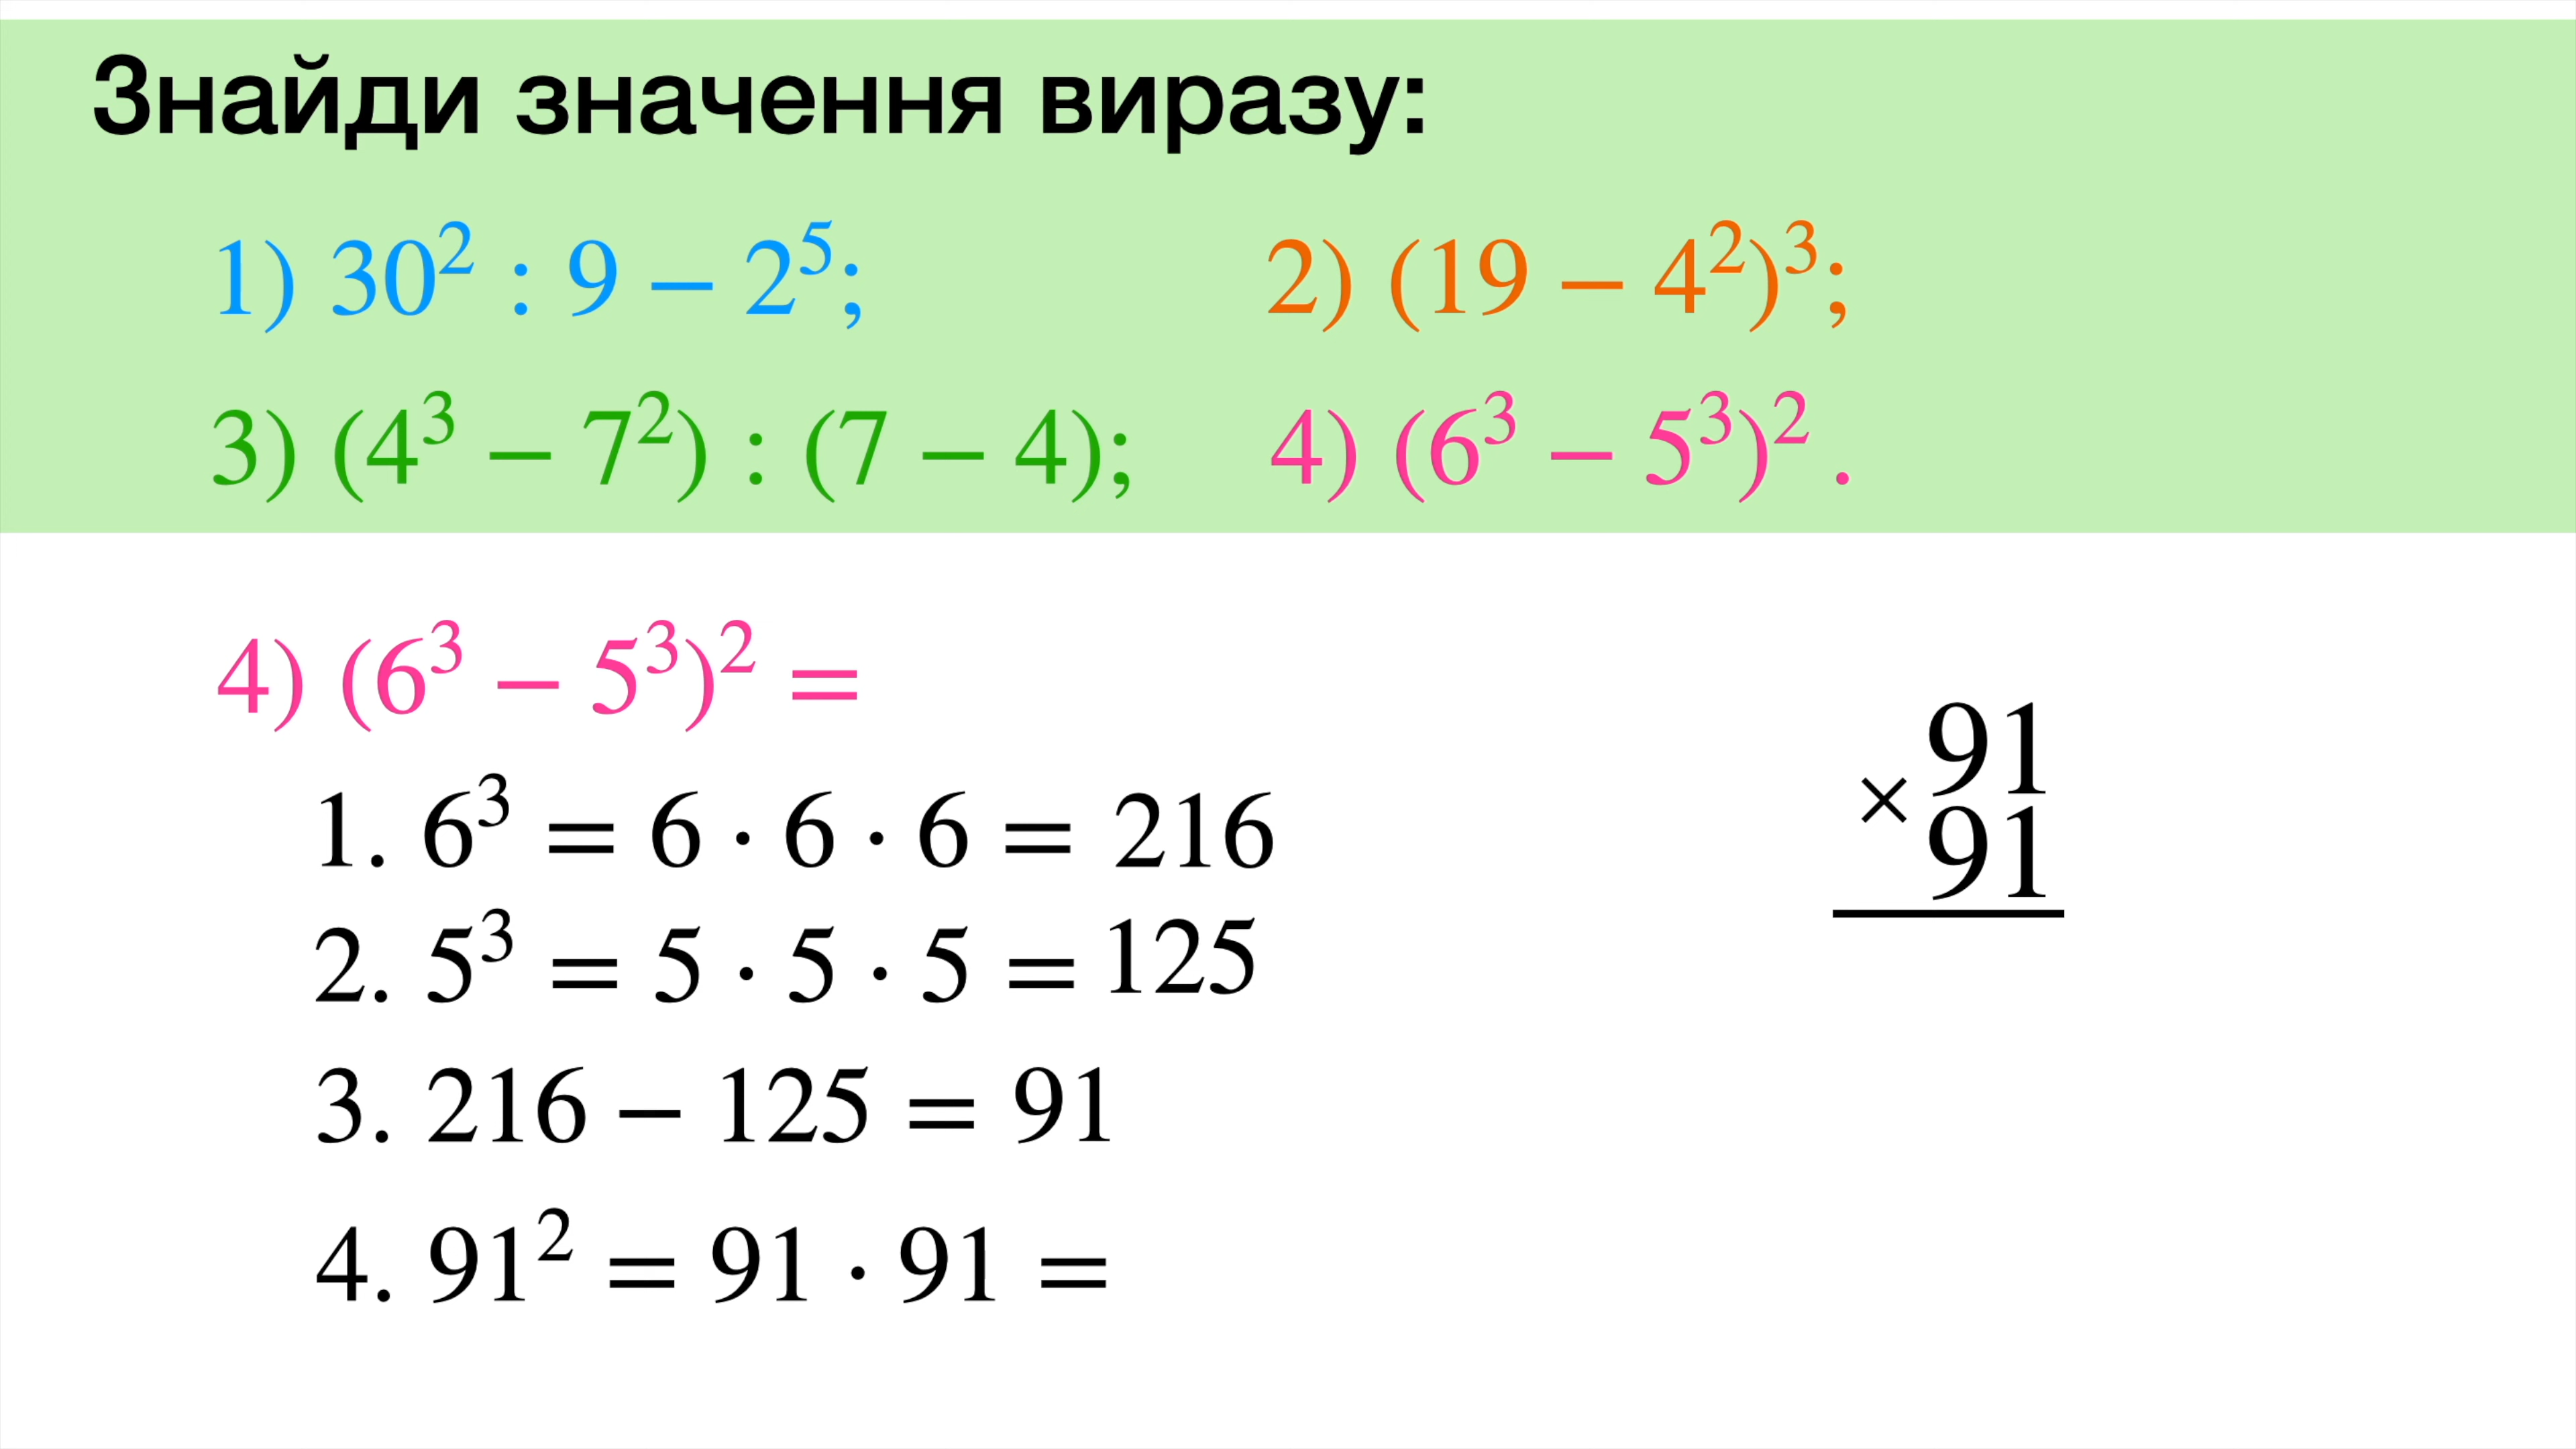 Знайди значення виразу:
1) 30² : 9 − 2⁵;
2) (19 − 4²)³;
3) (4³ − 7²) : (7 − 4);
4) (6³ − 5³)² .
4) (6³ − 5³)² =
1. 6³ = 6 · 6 · 6 = 216
2. 5³ = 5 · 5 · 5 = 125
3. 216 − 125 = 91
4. 91² = 91 · 91 =
91
×
91